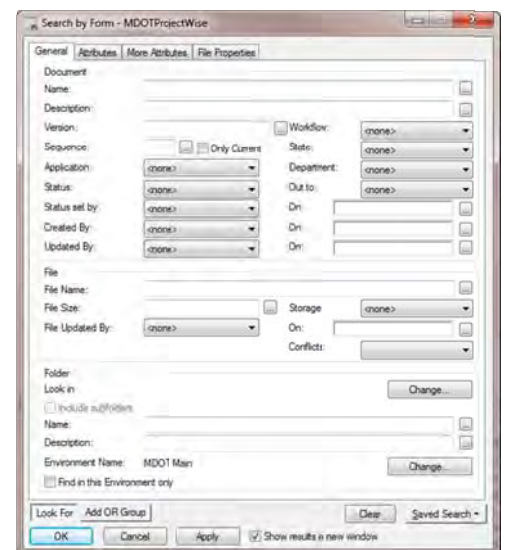 Search by Form - MDOTProjectWise
General Attributes More Attributes File Properties
Document
Name:
Description:
Version: Workflow: <none>
Sequence: Only Current State: <none>
Application: <none> Department: <none>
Status: <none> Out to: <none>
Status set by: <none> On:
Created By: <none> On:
Updated By: <none> On:
File
File Name:
File Size: Storage <none>
File Updated By: <none> On:
Conflicts:
Folder
Look in Change...
Include subfolders
Name:
Description:
Environment Name: MDOT Main Change...
Find in this Environment only
Look For Add OR Group Clear Saved Search
OK Cancel Apply Show results a new window